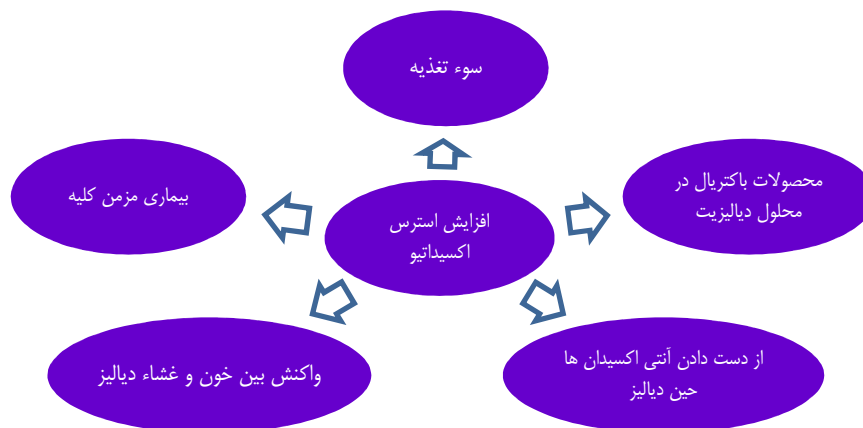 سوء تغذیه
محصولات باکتریال در
محلول دیالیزیت
بیماری مزمن کلیه
افزایش استرس
اکسیداتیو
از دست دادن آنتی اکسیدان ها
حین دیالیز
واکنش بین خون و غشاء دیالیز